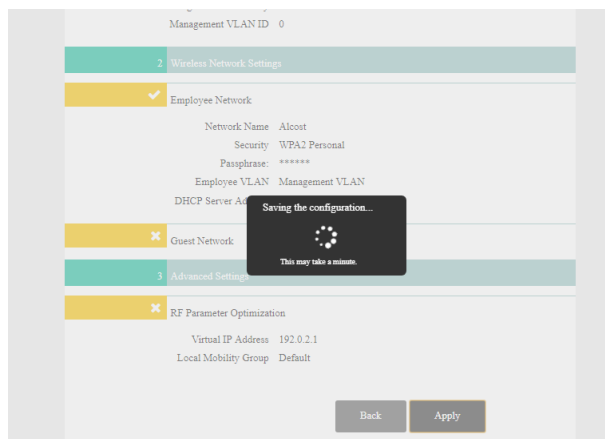 Management VLAN ID 0
2 Wireless Network Settings
Employee Network
Network Name Alcost
Security WPA2 Personal
Passphrase: ******
Employee VLAN Management VLAN
DHCP Server Ad
Saving the configuration...
This may take a minute.
Guest Network
3 Advanced Settings
RF Parameter Optimization
Virtual IP Address 192.0.2.1
Local Mobility Group Default
Back Apply